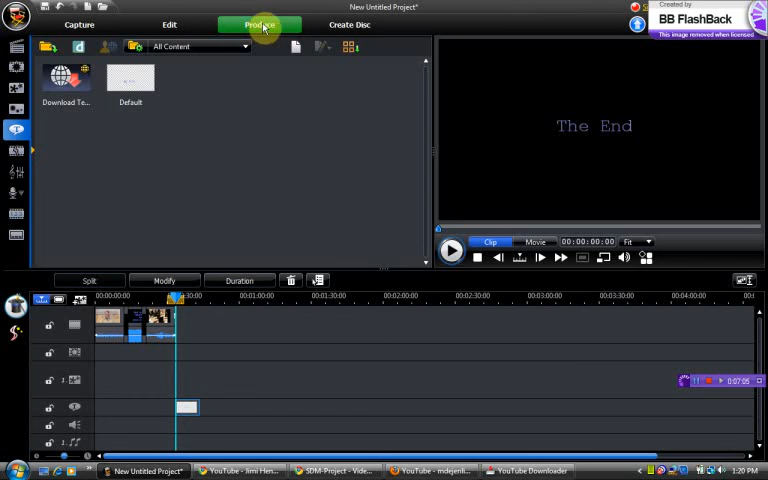 New Untitled Project*
Created by
BB FlashBack
This image removed when licensed
Capture
Edit
Produce
Create Disc
All Content
Download Te...
Default
The End
Clip
Movie
00:00:00:00
Fit
Split
Modify
Duration
00:00:00:00
30:00
00:01:00:00
00:01:30:00
00:02:00:00
00:02:30:00
00:03:00:00
00:03:30:00
00:04:00:00
1.
1.
0:07:05
New Untitled Project*
YouTube - Jimi Hen...
SDM-Project - Vide...
YouTube - mdejenli...
YouTube Downloader
1:20 PM